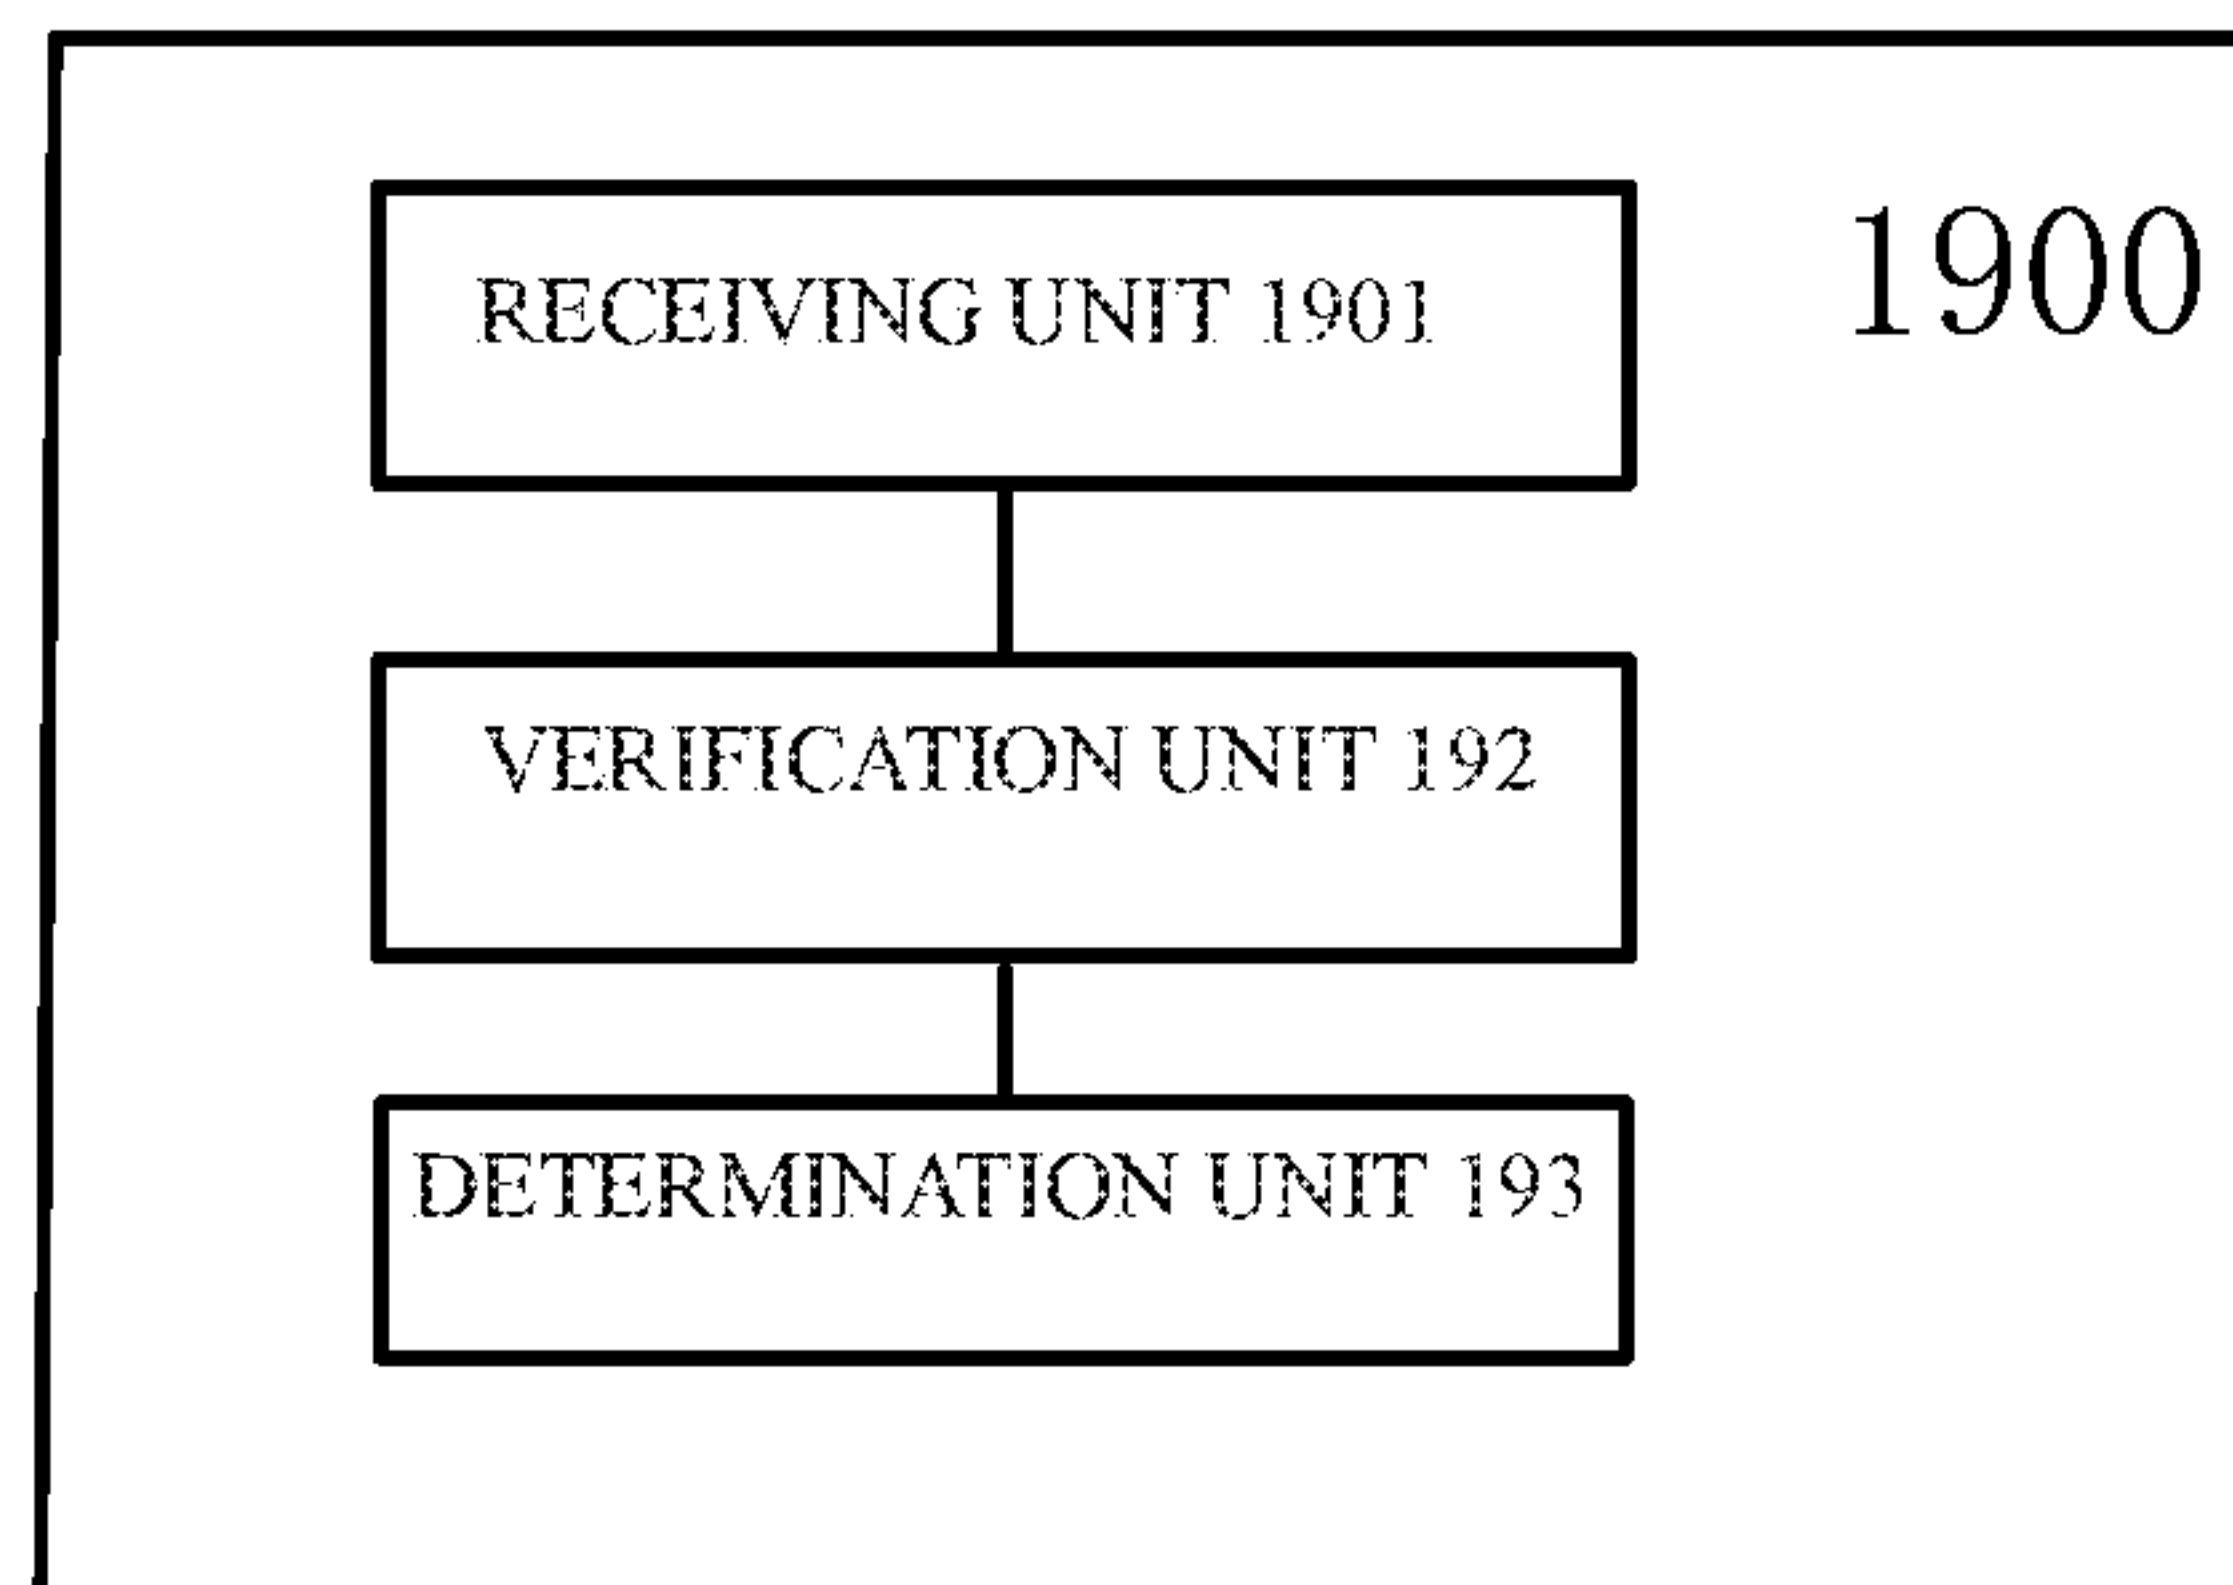 RECEIVING UNIT 1901
1900
VERIFICATION UNIT 192
DETERMINATION UNIT 193